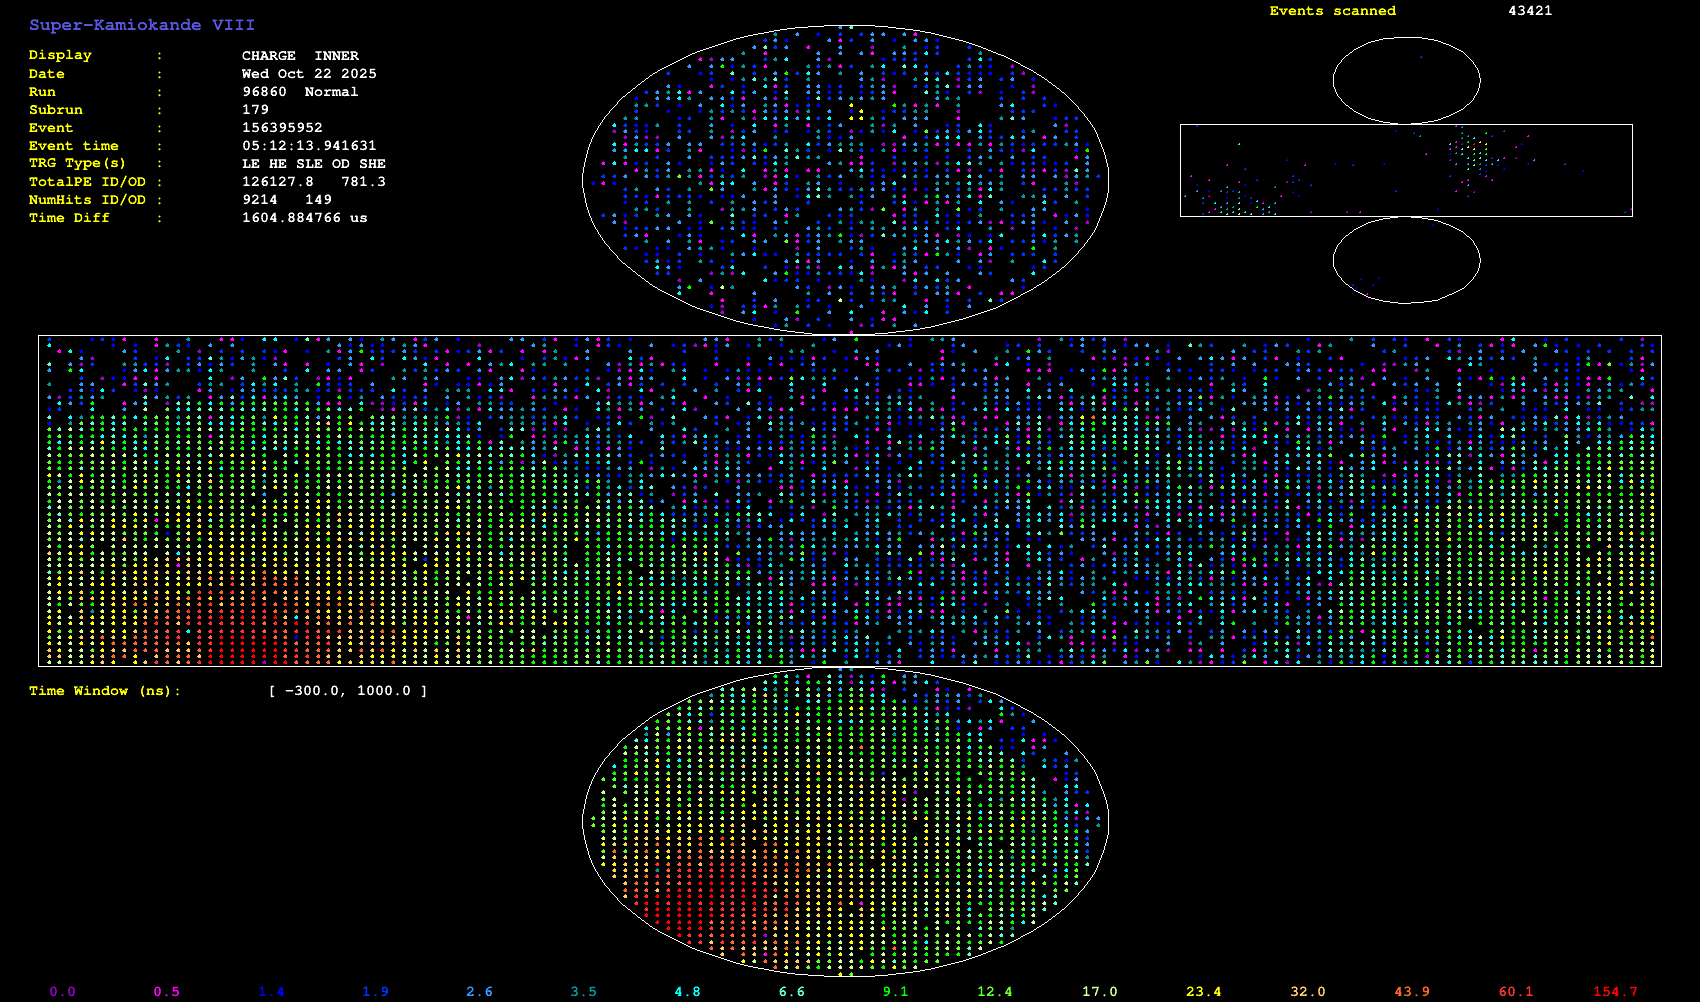 Super-Kamiokande VIII
Events scanned 43421
Display : CHARGE INNER
Date : Wed Oct 22 2025
Run : 96860 Normal
Subrun : 179
Event : 156395952
Event time : 05:12:13.941631
TRG Type(s) : LE HE SLE OD SHE
TotalPE ID/OD : 126127.8 781.3
NumHits ID/OD : 9214 149
Time Diff : 1604.884766 us
Time Window (ns): [ -300.0, 1000.0 ]
0.0 0.5 1.4 1.9 2.6 3.5 4.8 6.6 9.1 12.4 17.0 23.4 32.0 43.9 60.1 154.7